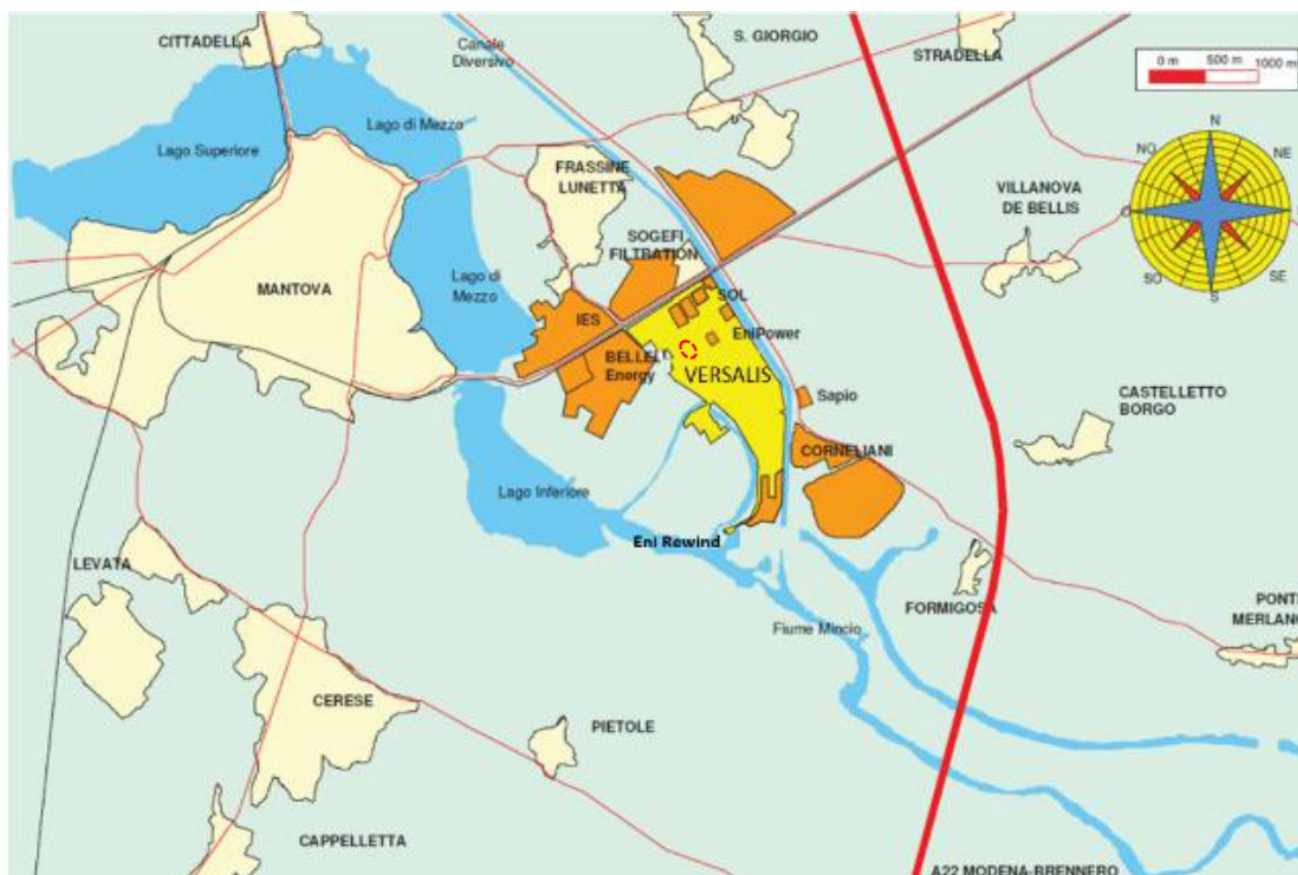 CITTADELLA
Canale
Diversivo
S. GIORGIO
STRADELLA
0 m 500 m 1000 m
Lago di Mezzo
Lago Superiore
FRASSINE
LUNETTA
N
NO
NE
VILLANOVA
DE BELLIS
O
SO
SE
S
SOGEFI
FILTRATION
Lago di
Mezzo
MANTOVA
SOL
IES
EniPower
BELLELI
Energy
VERSALIS
Sapio
CASTELLETTO
BORGO
CORNELIANI
Lago Inferiore
Eni Rewind
LEVATA
FORMIGOSA
Fiume Mincio
PONTE
MERLANO
CERESE
PIETOLE
CAPPELLETTA
A22 MODENA-BRENNERO